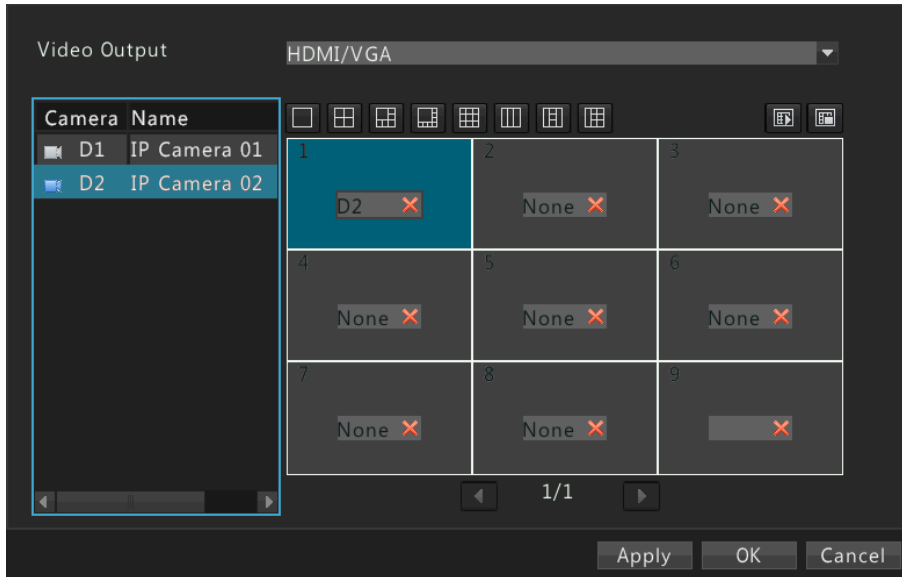 Video Output
HDMI/VGA
Camera Name
D1 IP Camera 01
D2 IP Camera 02
1 2 3
D2 None None
4 5 6
None None None
7 8 9
None None
1/1
Apply OK Cancel